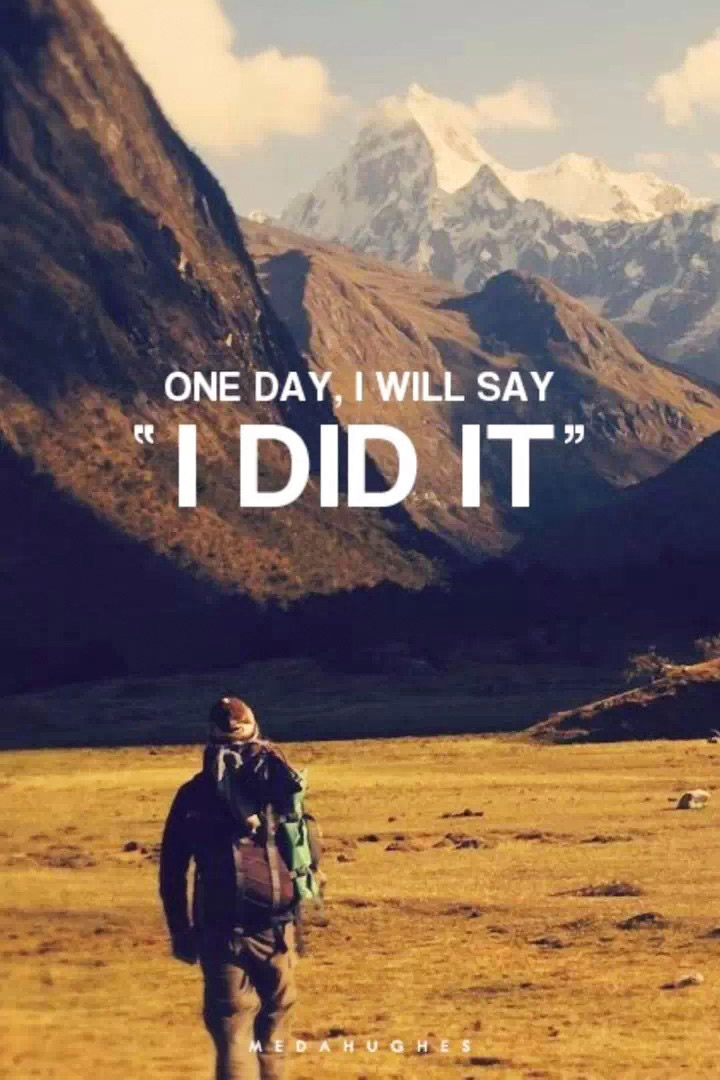 ONE DAY, I WILL SAY
“I DID IT”
MEDAHUGHES